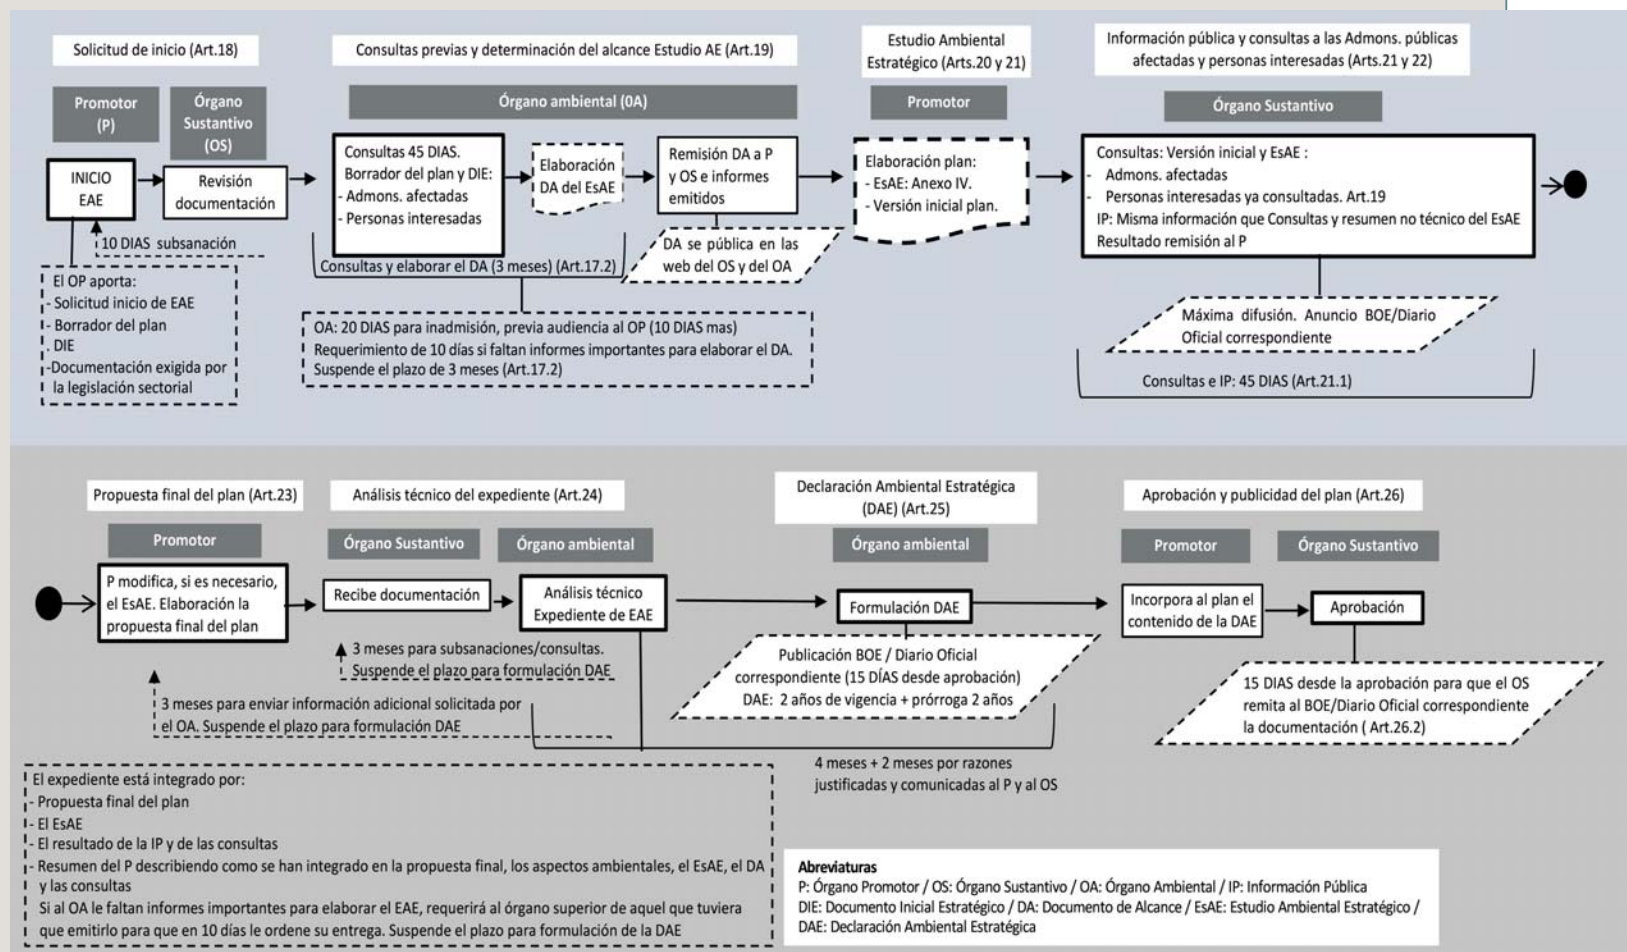 Solicitud de inicio (Art.18)
Promotor
(P)
Órgano
Sustantivo
(OS)
INICIO
EAE
Revisión
documentación
10 DIAS subsanación
El OP aporta:
- Solicitud inicio de EAE
- Borrador del plan
. DIE
-Documentación exigida por
la legislación sectorial
Consultas previas y determinación del alcance Estudio AE (Art.19)
Órgano ambiental (0A)
Consultas 45 DIAS.
Borrador del plan y DIE:
- Admons. afectadas
- Personas interesadas
Elaboración
DA del EsAE
Remisión DA a P
y OS e informes
emitidos
DA se pública en las
web del OS y del OA
Consultas y elaborar el DA (3 meses) (Art.17.2)
OA: 20 DIAS para inadmisión, previa audiencia al OP (10 DIAS mas)
Requerimiento de 10 días si faltan informes importantes para elaborar el DA.
Suspende el plazo de 3 meses (Art.17.2)
Estudio Ambiental
Estratégico (Arts.20 y 21)
Promotor
Elaboración plan:
- EsAE: Anexo IV.
- Versión inicial plan.
Información pública y consultas a las Admons. públicas
afectadas y personas interesadas (Arts.21 y 22)
Órgano Sustantivo
Consultas: Versión inicial y EsAE :
- Admons. afectadas
- Personas interesadas ya consultadas. Art.19
IP: Misma información que Consultas y resumen no técnico del EsAE
Resultado remisión al P
Máxima difusión. Anuncio BOE/Diario
Oficial correspondiente
Consultas e IP: 45 DIAS (Art.21.1)
Propuesta final del plan (Art.23)
Promotor
P modifica, si es necesario,
el EsAE. Elaboración la
propuesta final del plan
3 meses para enviar información adicional solicitada por
el OA. Suspende el plazo para formulación DAE
Análisis técnico del expediente (Art.24)
Órgano Sustantivo
Órgano ambiental
Recibe documentación
Análisis técnico
Expediente de EAE
3 meses para subsanaciones/consultas.
Suspende el plazo para formulación DAE
Declaración Ambiental Estratégica
(DAE) (Art.25)
Órgano ambiental
Formulación DAE
Publicación BOE / Diario Oficial
correspondiente (15 DÍAS desde aprobación)
DAE: 2 años de vigencia + prórroga 2 años
4 meses + 2 meses por razones
justificadas y comunicadas al P y al OS
Aprobación y publicidad del plan (Art.26)
Promotor
Órgano Sustantivo
Incorpora al plan el
contenido de la DAE
Aprobación
15 DIAS desde la aprobación para que el OS
remita al BOE/Diario Oficial correspondiente
la documentación ( Art.26.2)
El expediente está integrado por:
- Propuesta final del plan
- El EsAE
- El resultado de la IP y de las consultas
- Resumen del P describiendo como se han integrado en la propuesta final, los aspectos ambientales, el EsAE, el DA
y las consultas
Si al OA le faltan informes importantes para elaborar el EAE, requerirá al órgano superior de aquel que tuviera
que emitirlo para que en 10 días le ordene su entrega. Suspende el plazo para formulación de la DAE
Abreviaturas
P: Órgano Promotor / OS: Órgano Sustantivo / OA: Órgano Ambiental / IP: Información Pública
DIE: Documento Inicial Estratégico / DA: Documento de Alcance / EsAE: Estudio Ambiental Estratégico /
DAE: Declaración Ambiental Estratégica